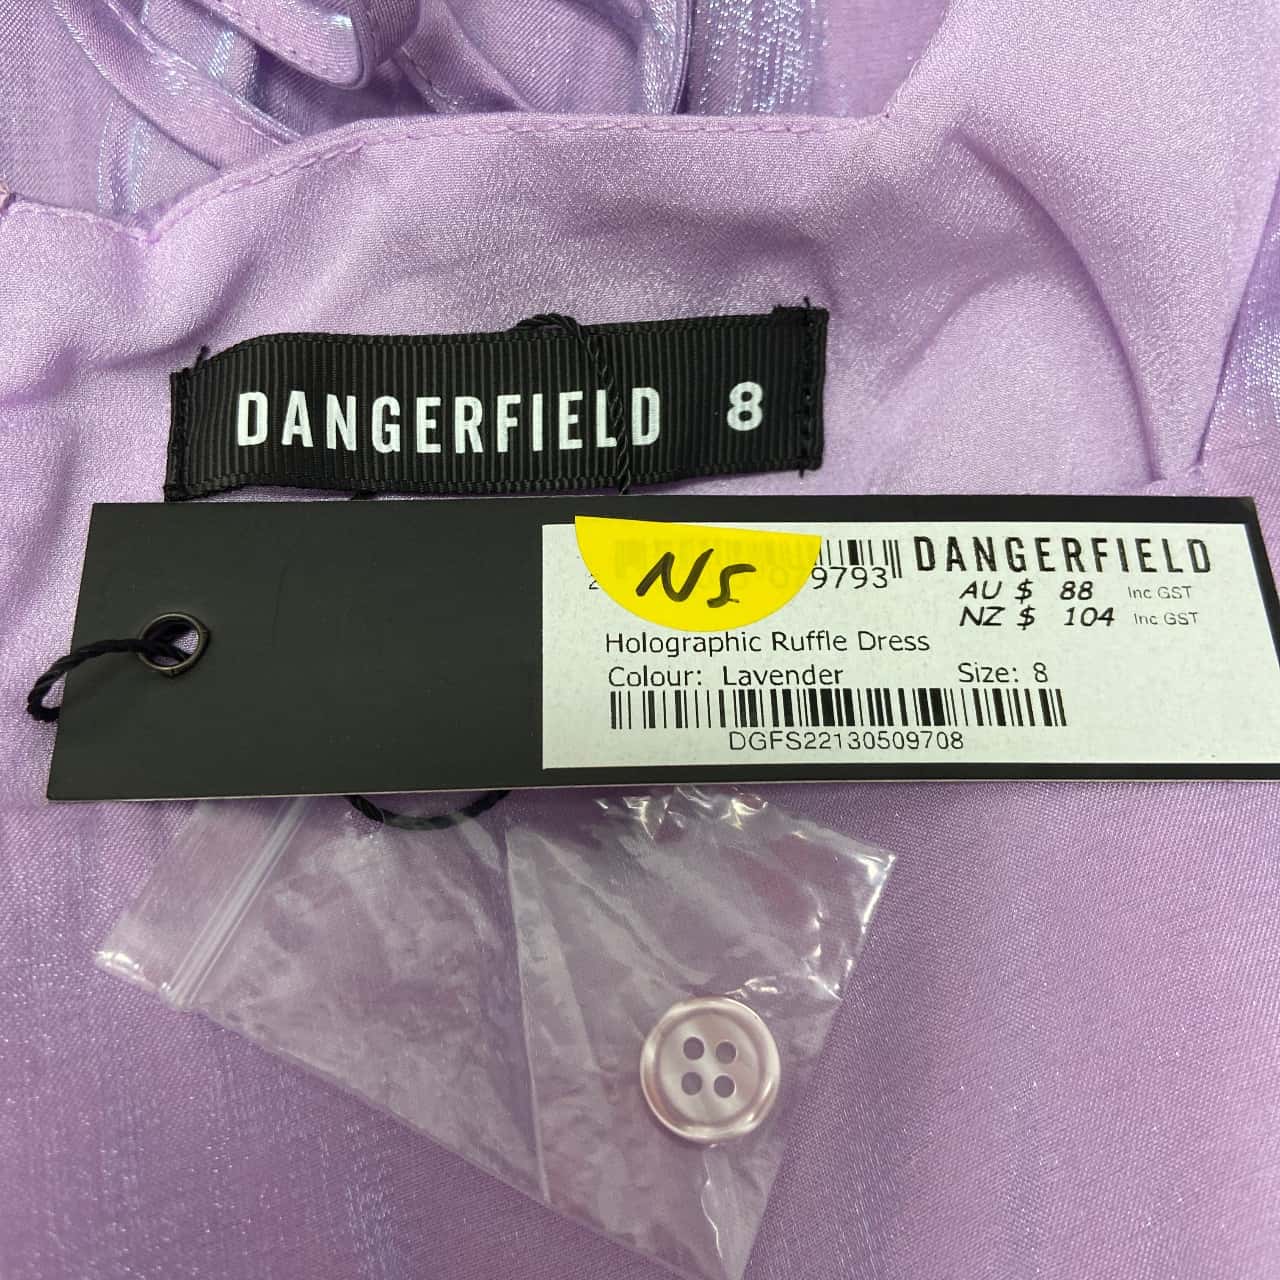 DANGERFIELD 8
NS
9793
DANGERFIELD
AU $ 88 Inc GST
NZ $ 104 Inc GST
Holographic Ruffle Dress
Colour: Lavender Size: 8
DGFS22130509708